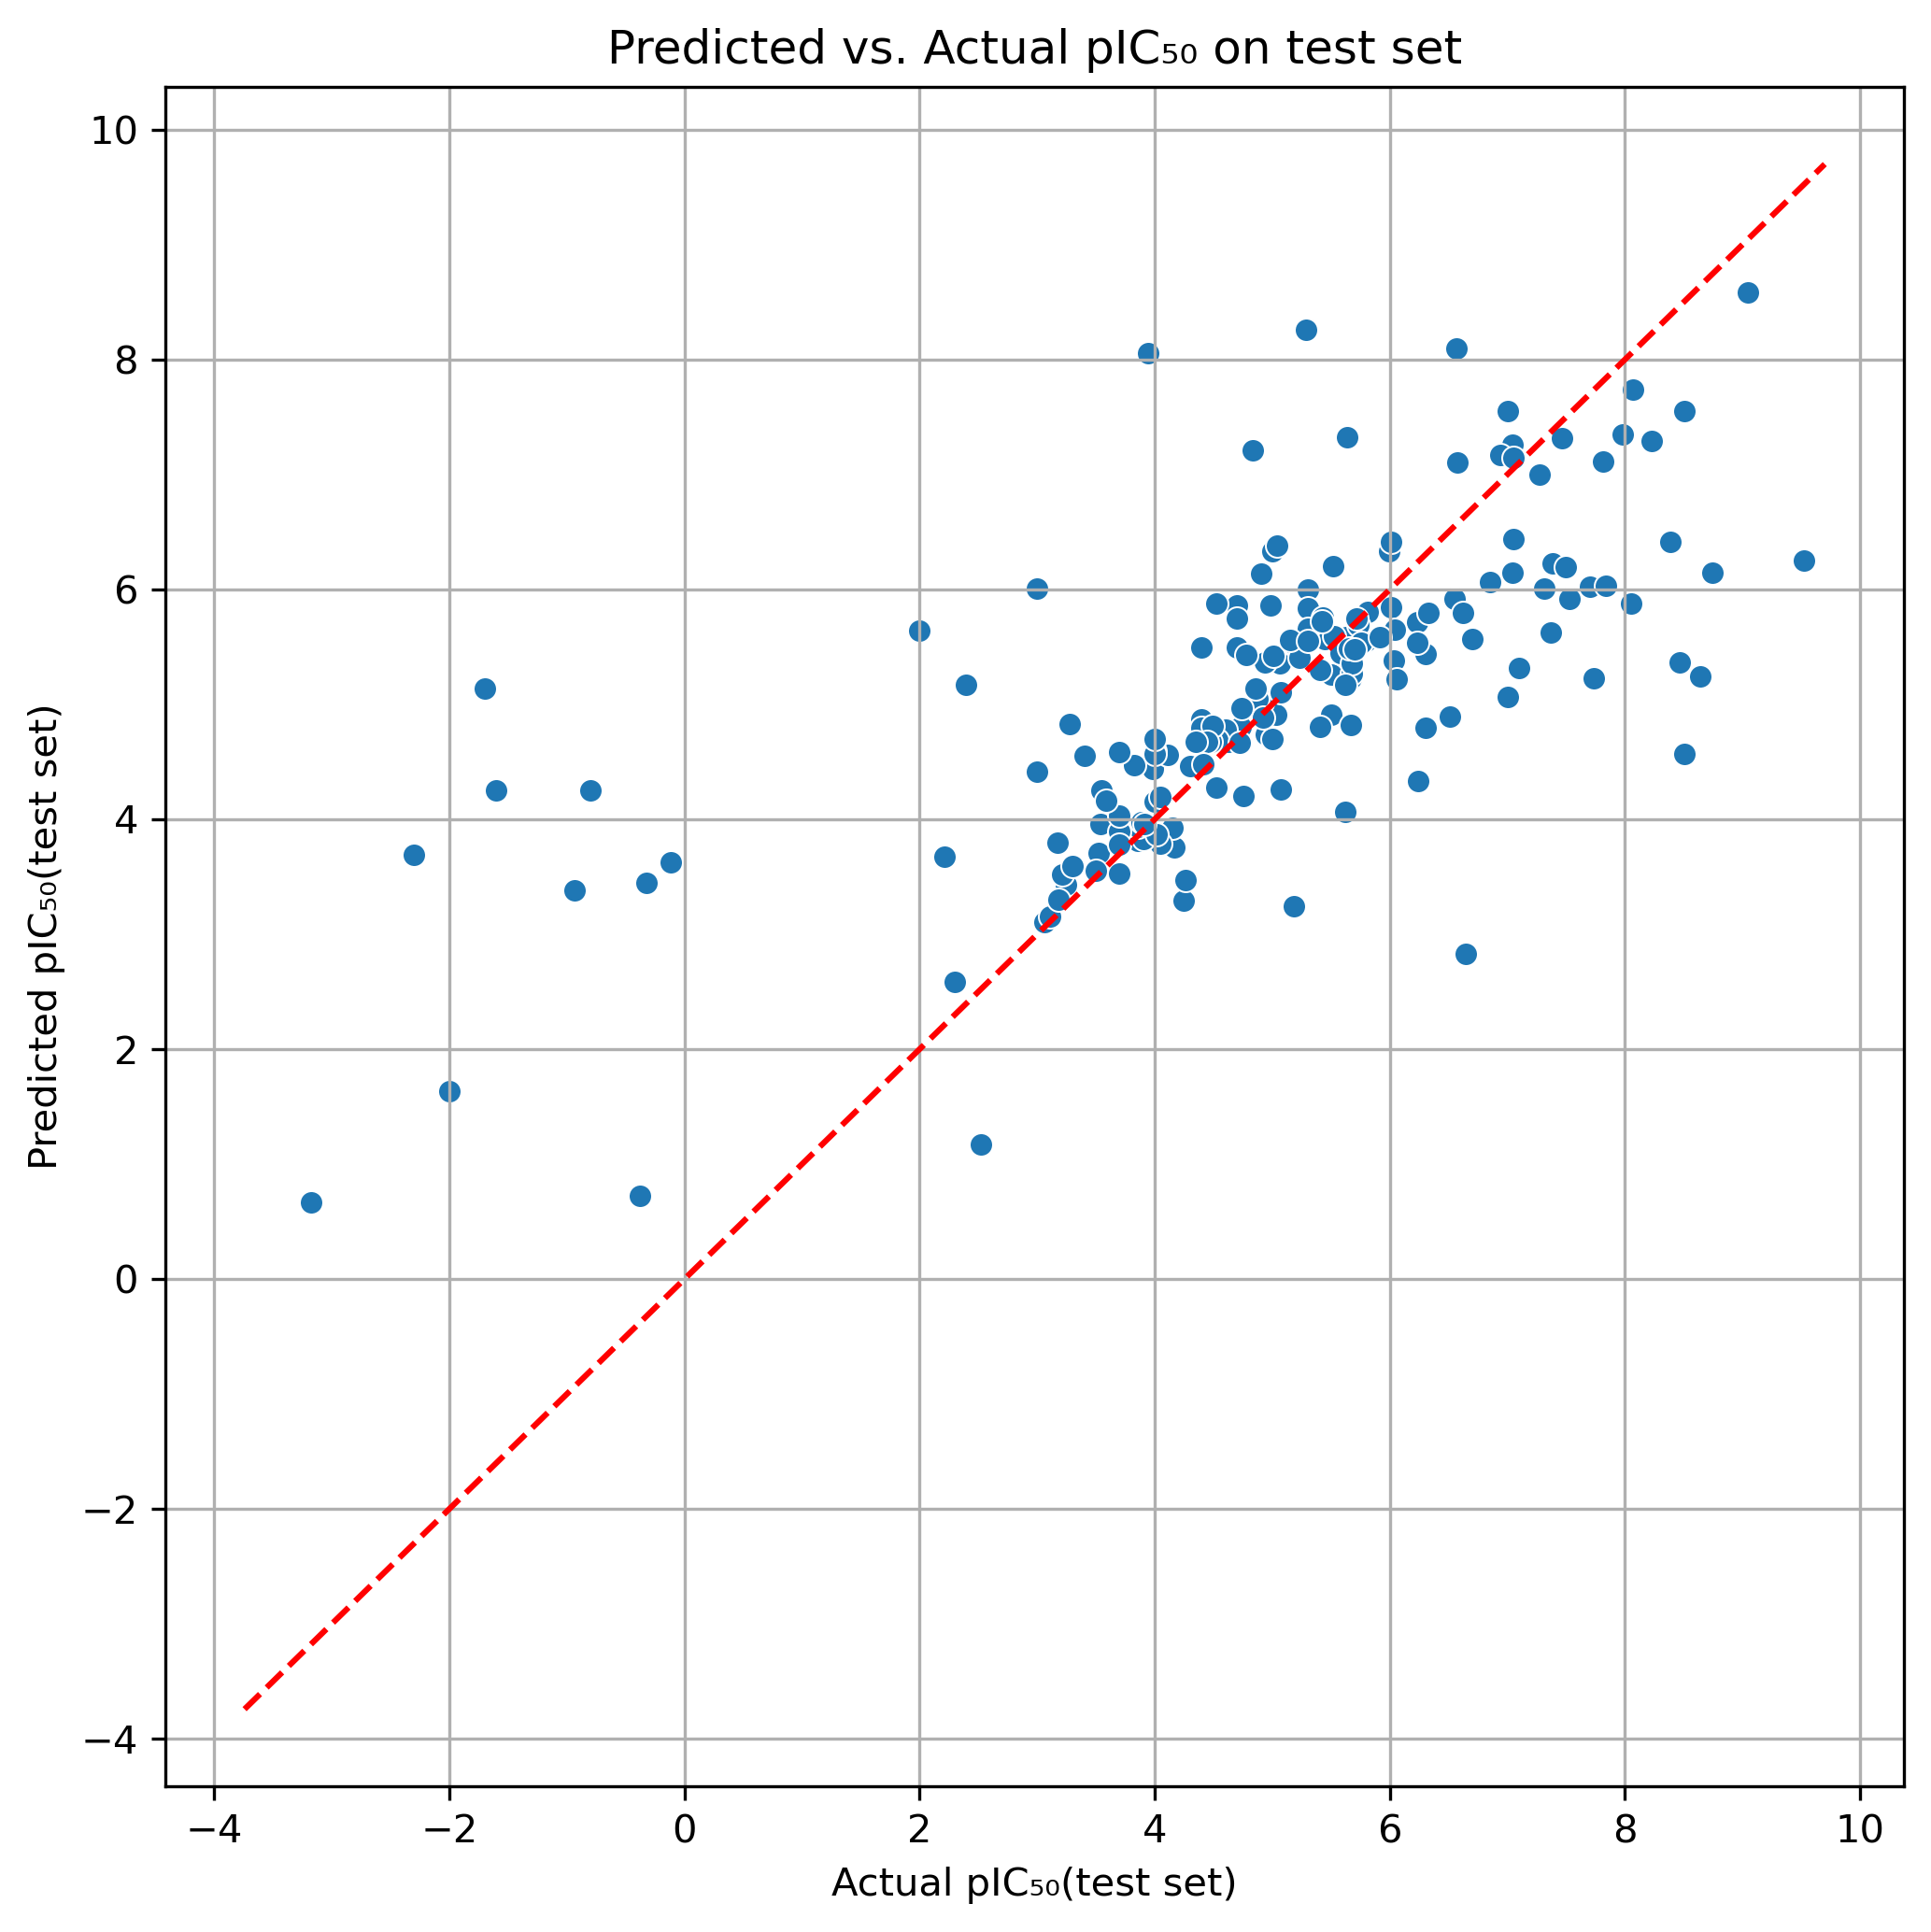 Predicted vs. Actual pIC₅₀ on test set
10
8
6
4
2
0
−2
−4
Predicted pIC₅₀(test set)
−4 −2 0 2 4 6 8 10
Actual pIC₅₀(test set)